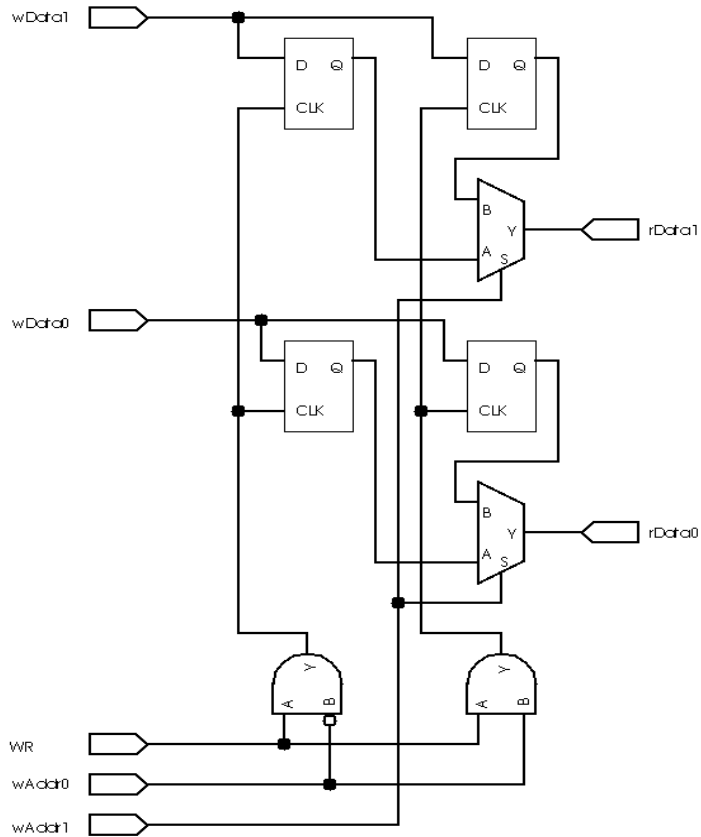 wData1
D Q D Q
CLK CLK
B
Y rData1
A S
wData0
D Q D Q
CLK CLK
B
Y rData0
A S
Y Y
A B A B
WR
wAddr0
wAddr1